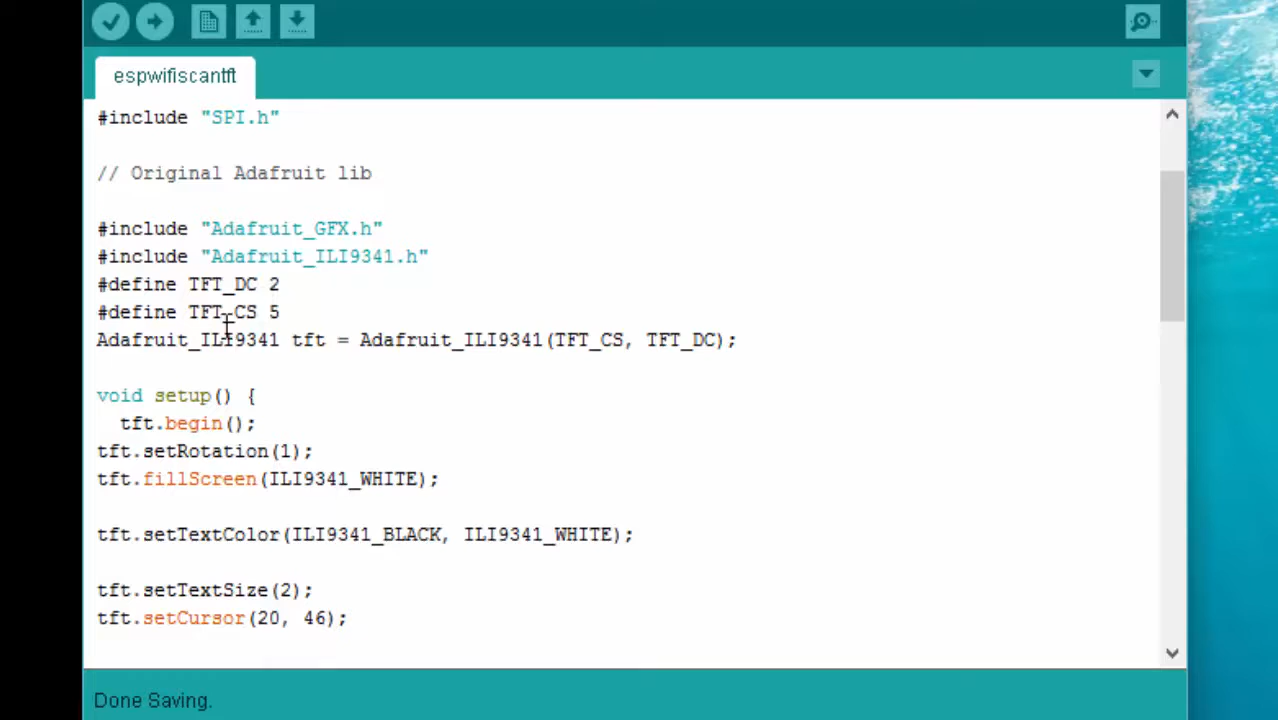 espwifiscantft
#include "SPI.h"
// Original Adafruit lib
#include "Adafruit_GFX.h"
#include "Adafruit_ILI9341.h"
#define TFT_DC 2
#define TFT_CS 5
Adafruit_ILI9341 tft = Adafruit_ILI9341(TFT_CS, TFT_DC);
void setup() {
tft.begin();
tft.setRotation(1);
tft.fillScreen(ILI9341_WHITE);
tft.setTextColor(ILI9341_BLACK, ILI9341_WHITE);
tft.setTextSize(2);
tft.setCursor(20, 46);
Done Saving.